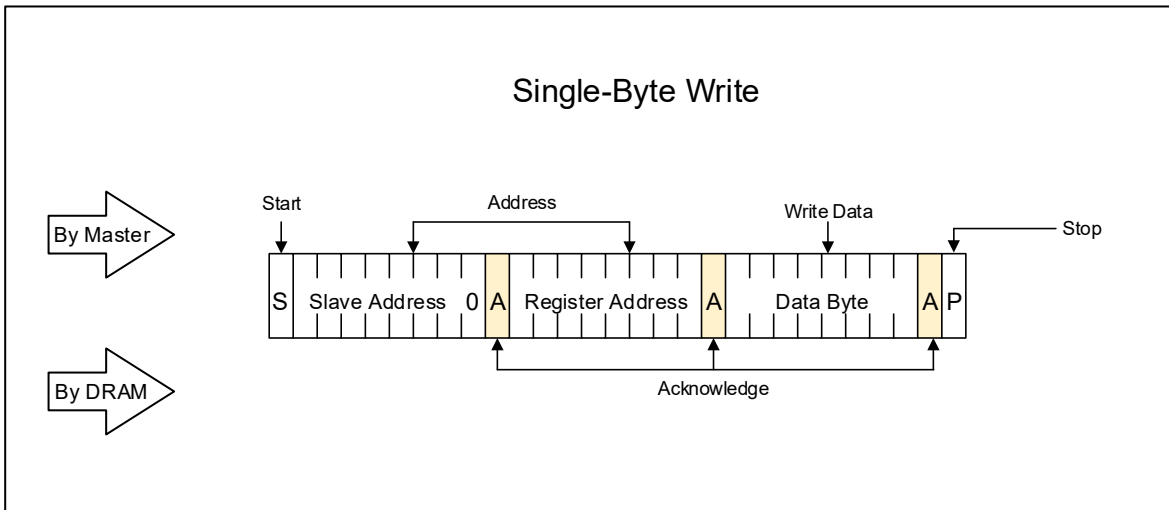 Single-Byte Write
Start
Address
Write Data
Stop
By Master
S Slave Address 0 A Register Address A Data Byte A P
By DRAM
Acknowledge